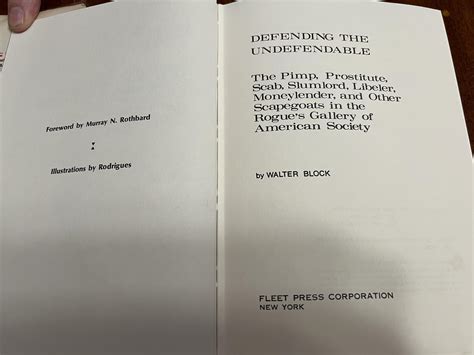 Foreword by Murray N. Rothbard
Illustrations by Rodrigues
DEFENDING THE
UNDEFENDABLE
The Pimp, Prostitute,
Scab, Slumlord, Libeler,
Moneylender, and Other
Scapegoats in the
Rogue's Gallery of
American Society
by WALTER BLOCK
FLEET PRESS CORPORATION
NEW YORK